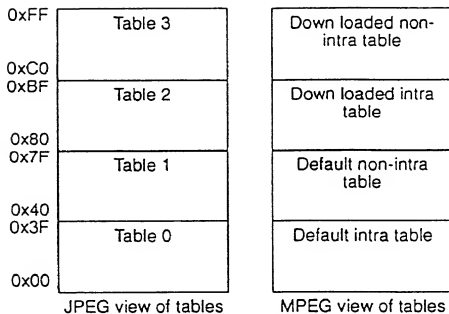 0xFF
Table 3
Down loaded non-
intra table
0xC0
0xBF
Table 2
Down loaded intra
table
0x80
0x7F
Table 1
Default non-intra
table
0x40
0x3F
Table 0
Default intra table
0x00
JPEG view of tables
MPEG view of tables